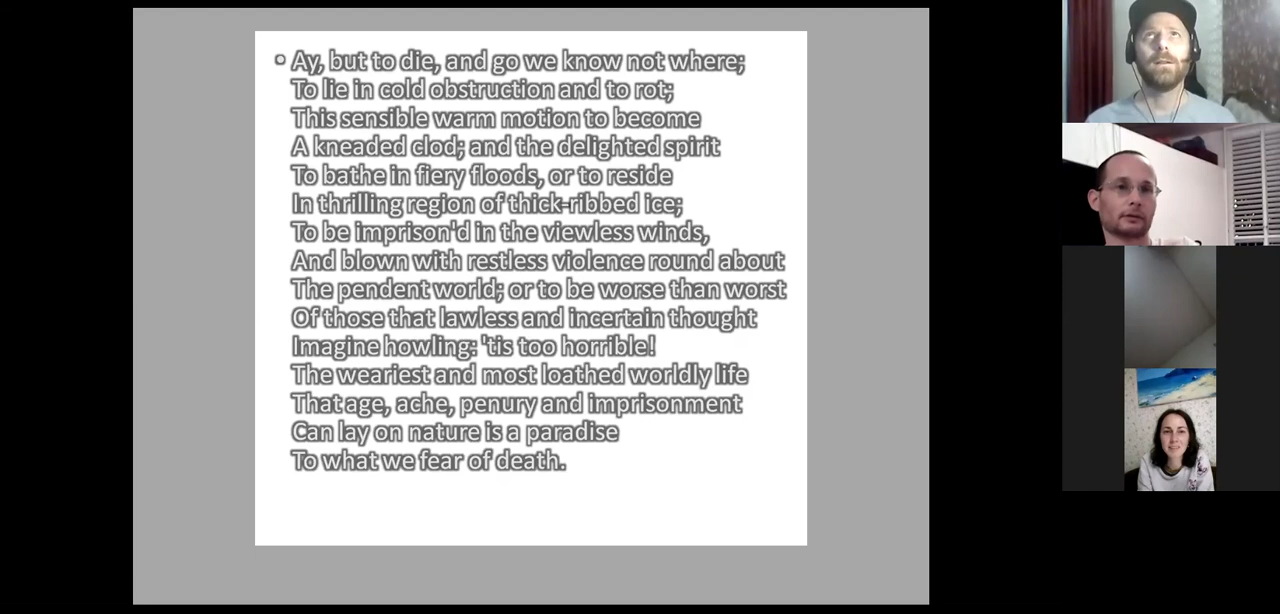 • Ay, but to die, and go we know not where;
To lie in cold obstruction and to rot;
This sensible warm motion to become
A kneaded clod; and the delighted spirit
To bathe in fiery floods, or to reside
In thrilling region of thick-ribbed ice;
To be imprison'd in the viewless winds,
And blown with restless violence round about
The pendent world; or to be worse than worst
Of those that lawless and incertain thought
Imagine howling: 'tis too horrible!
The weariest and most loathed worldly life
That age, ache, penury and imprisonment
Can lay on nature is a paradise
To what we fear of death.